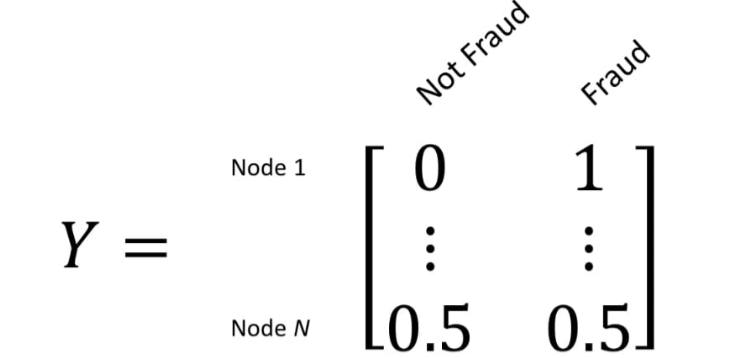 Not Fraud Fraud
Node 1 0 1
Y = ⋮ ⋮
Node N 0.5 0.5